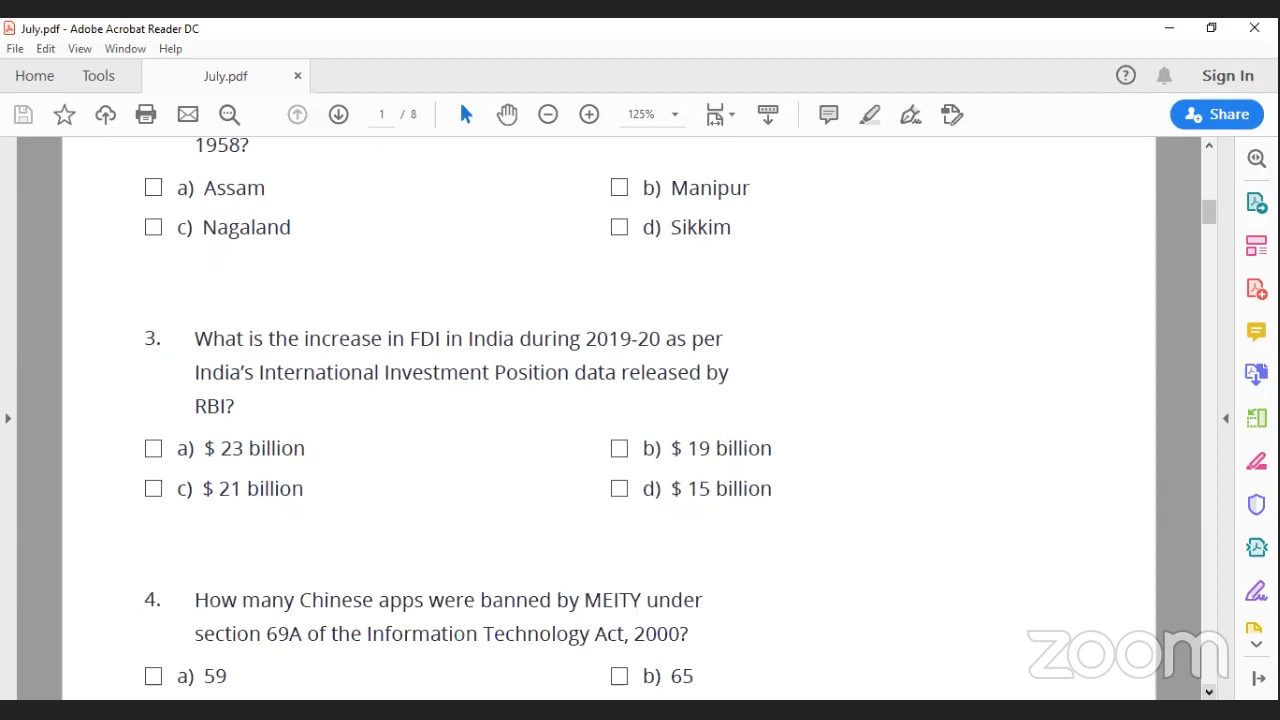 July.pdf - Adobe Acrobat Reader DC
File Edit View Window Help
Home Tools July.pdf × Sign In
1 / 8 125% Share
1958?
a) Assam b) Manipur
c) Nagaland d) Sikkim
3. What is the increase in FDI in India during 2019-20 as per
India’s International Investment Position data released by
RBI?
a) $ 23 billion b) $ 19 billion
c) $ 21 billion d) $ 15 billion
4. How many Chinese apps were banned by MEITY under
section 69A of the Information Technology Act, 2000?
a) 59 b) 65
zoom